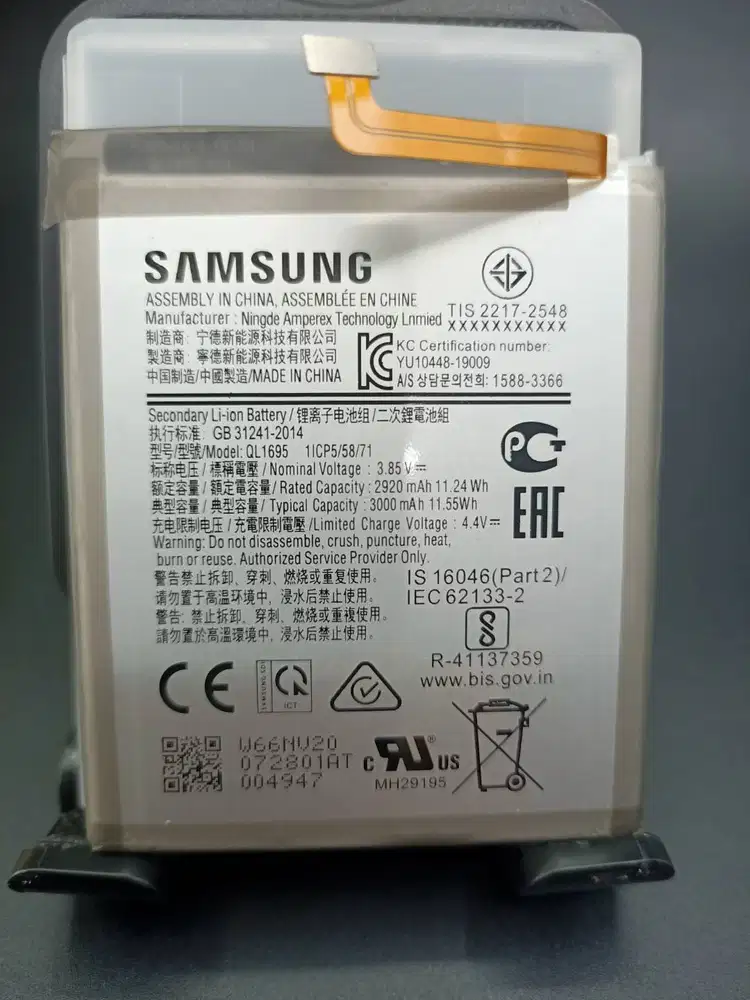 SAMSUNG
ASSEMBLY IN CHINA, ASSEMBLÉE EN CHINE
Manufacturer : Ningde Amperex Technology Lnmied
制造商: 宁德新能源科技有限公司
製造商: 寧德新能源科技有限公司
中国制造/中國製造/MADE IN CHINA
TIS 2217-2548
XXXXXXXXXXX
KC Certification number:
YU10448-19009
A/S 상담문의전화: 1588-3366
Secondary Li-ion Battery / 锂离子电池组 / 二次鋰電池組
执行标准: GB 31241-2014
型号/型號/Model: QL1695 1ICP5/58/71
标称电压 / 標稱電壓 / Nominal Voltage : 3.85 V
额定容量 / 額定電容量 / Rated Capacity : 2920 mAh 11.24 Wh
典型容量 / 典型容量 / Typical Capacity : 3000 mAh 11.55Wh
充电限制电压 / 充電限制電壓 /Limited Charge Voltage : 4.4V
Warning: Do not disassemble, crush, puncture, heat,
burn or reuse. Authorized Service Provider Only.
警告禁止拆卸、穿刺、燃烧或重复使用。
请勿置于高温环境中，浸水后禁止使用。
警告: 禁止拆卸、穿刺、燃燒或重複使用。
請勿置於高溫環境中，浸水后禁止使用。
PCT
EAC
IS 16046(Part 2)/
IEC 62133-2
R-41137359
www.bis.gov.in
CE
ICT
W66NV20
072801AT
004947
c RU US
MH29195